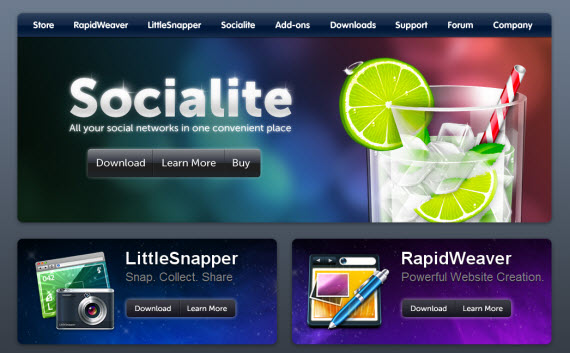 Store RapidWeaver LittleSnapper Socialite Add-ons Downloads Support Forum Company
Socialite
All your social networks in one convenient place
Download Learn More Buy
LittleSnapper
Snap. Collect. Share
Download Learn More
RapidWeaver
Powerful Website Creation.
Download Learn More